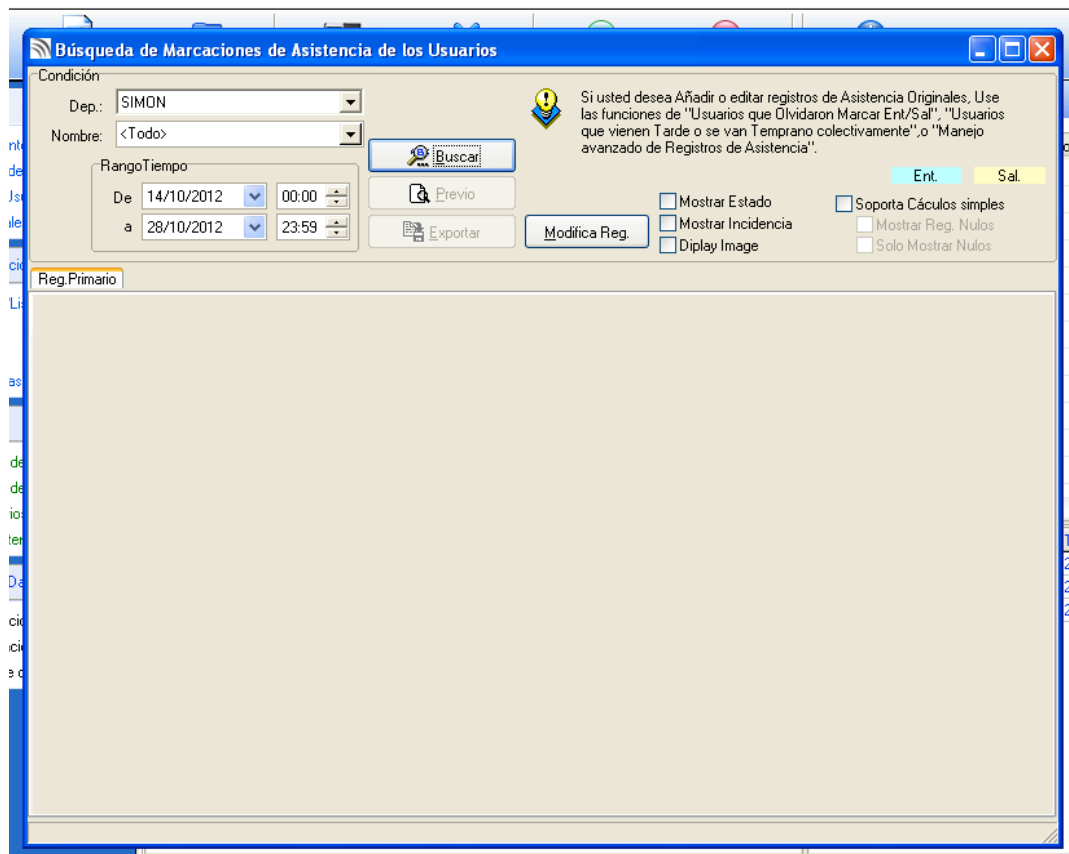 Búsqueda de Marcaciones de Asistencia de los Usuarios
Condición
Dep.: SIMON
Nombre: <Todo>
RangoTiempo
De 14/10/2012 00:00
a 28/10/2012 23:59
Buscar
Previo
Exportar
Modifica Reg.
Si usted desea Añadir o editar registros de Asistencia Originales, Use
las funciones de "Usuarios que Olvidaron Marcar Ent/Sal", "Usuarios
que vienen Tarde o se van Temprano colectivamente",o "Manejo
avanzado de Registros de Asistencia".
Ent. Sal.
Mostrar Estado
Mostrar Incidencia
Diplay Image
Soporta Cáculos simples
Mostrar Reg. Nulos
Solo Mostrar Nulos
Reg.Primario